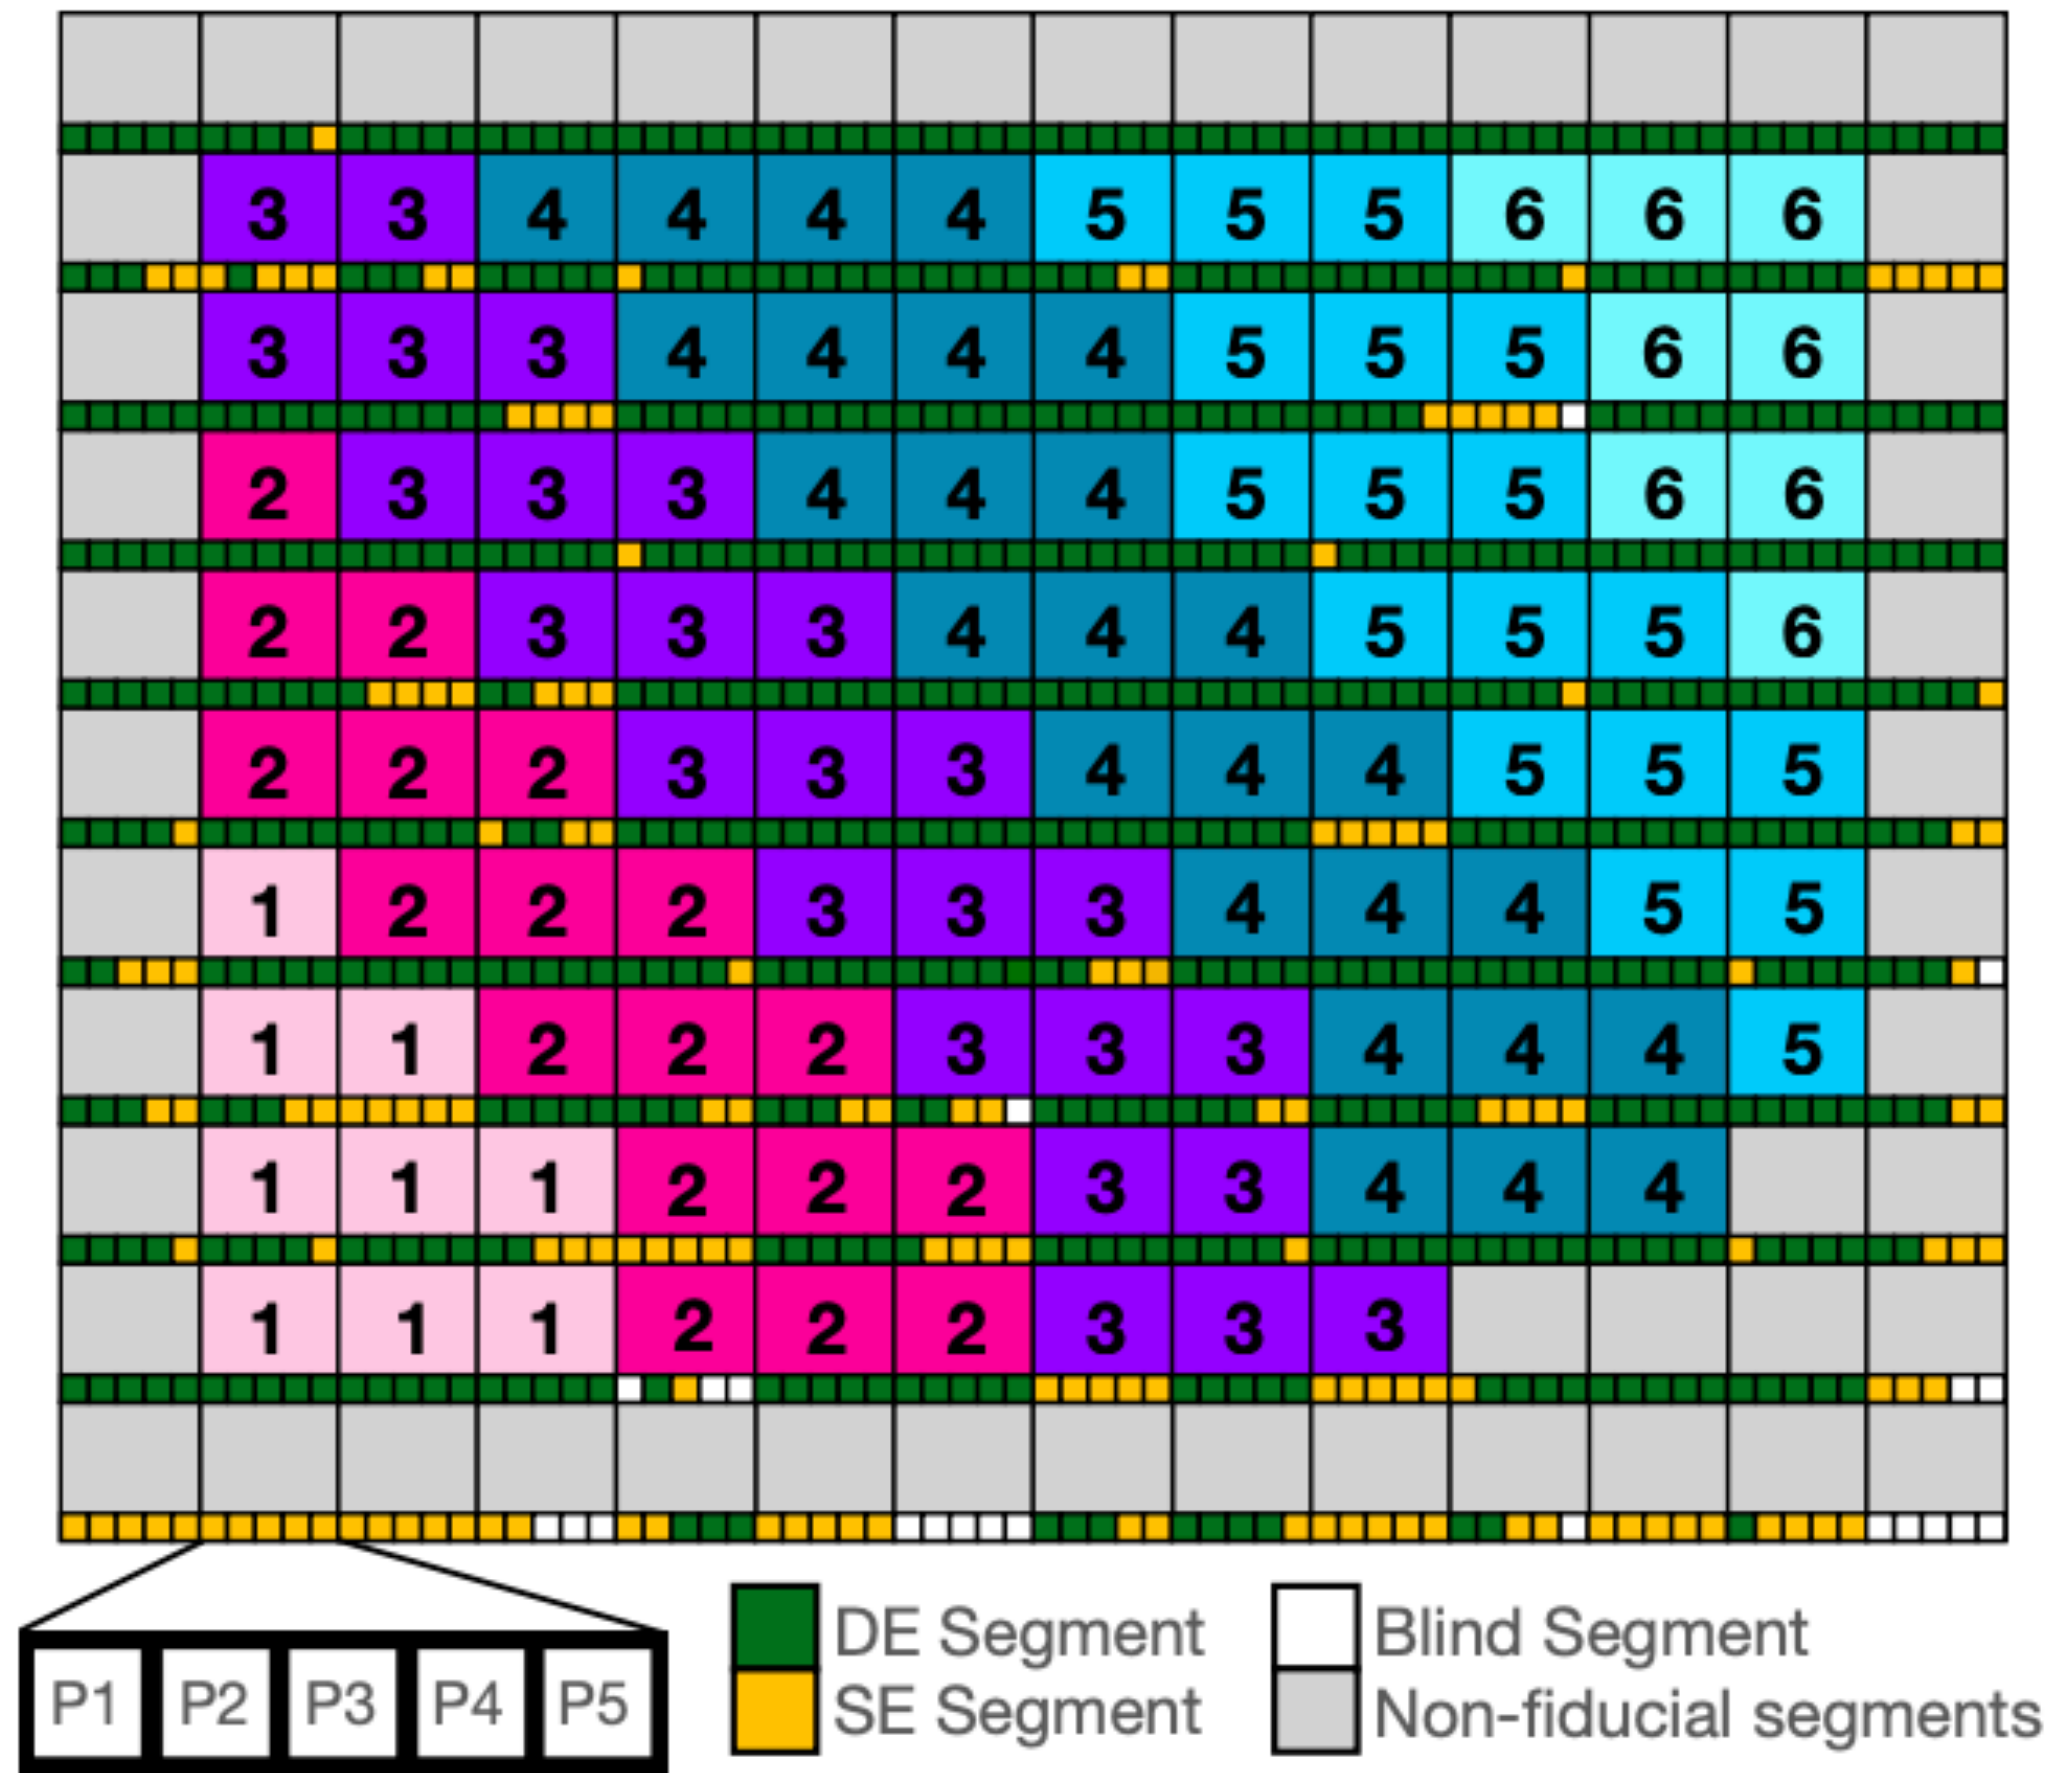 3 3 4 4 4 4 5 5 5 6 6 6
3 3 3 4 4 4 4 5 5 5 6 6
2 3 3 3 4 4 4 5 5 5 6 6
2 2 3 3 3 4 4 4 5 5 5 6
2 2 2 3 3 3 4 4 4 5 5 5
1 2 2 2 3 3 3 4 4 4 5 5
1 1 2 2 2 3 3 3 4 4 4 5
1 1 1 2 2 2 3 3 4 4 4
1 1 1 2 2 2 3 3 3
P1 P2 P3 P4 P5
DE Segment
SE Segment
Blind Segment
Non-fiducial segments